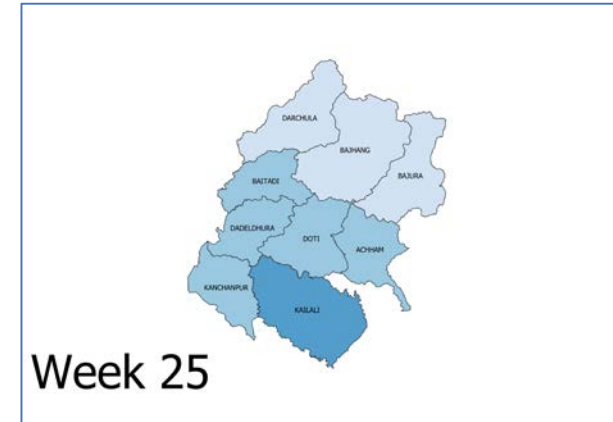 DARCHULA
BAJHANG
BAJURA
BAITADI
DADELDHURA
DOTI
ACHHAM
KANCHANPUR
KAILALI
Week 25